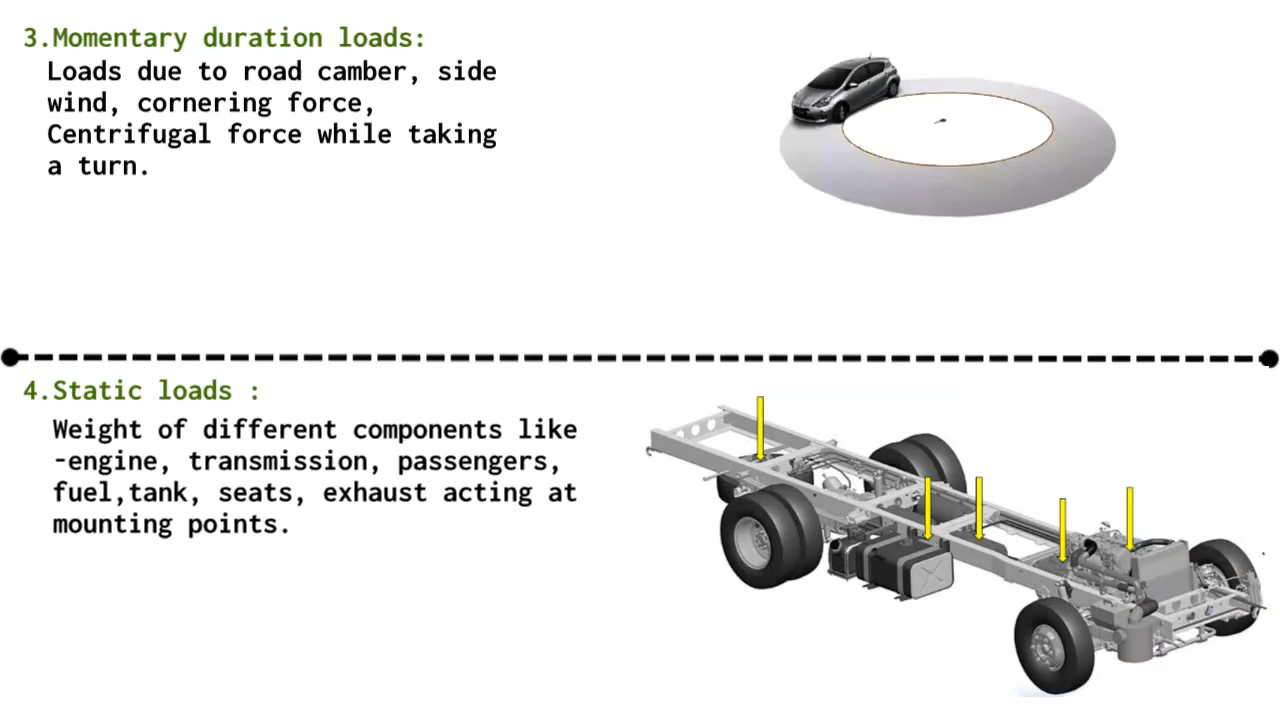 3.Momentary duration loads:
Loads due to road camber, side
wind, cornering force,
Centrifugal force while taking
a turn.
4.Static loads :
Weight of different components like
-engine, transmission, passengers,
fuel,tank, seats, exhaust acting at
mounting points.